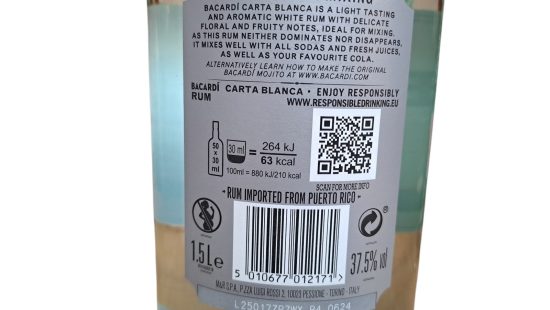 BACARDÍ CARTA BLANCA IS A LIGHT TASTING
AND AROMATIC WHITE RUM WITH DELICATE
FLORAL AND FRUITY NOTES, IDEAL FOR MIXING.
AS THIS RUM NEITHER DOMINATES NOR DISAPPEARS,
IT MIXES WELL WITH ALL SODAS AND FRESH JUICES,
AS WELL AS YOUR FAVOURITE COLA.
ALTERNATIVELY LEARN HOW TO MAKE THE ORIGINAL
BACARDÍ MOJITO AT WWW.BACARDI.COM.
BACARDÍ CARTA BLANCA • ENJOY RESPONSIBLY
RUM WWW.RESPONSIBLEDRINKING.EU
50
x
30
ml
30 ml = 264 kJ
63 kcal
100ml = 880 kJ/210 kcal
SCAN FOR MORE INFO
RUM IMPORTED FROM PUERTO RICO
1.5L e
37.5% vol
5 010677 012171 >
M&R S.P.A., P.ZZA LUIGI ROSSI 2, 10020 PESSIONE - TORINO - ITALY